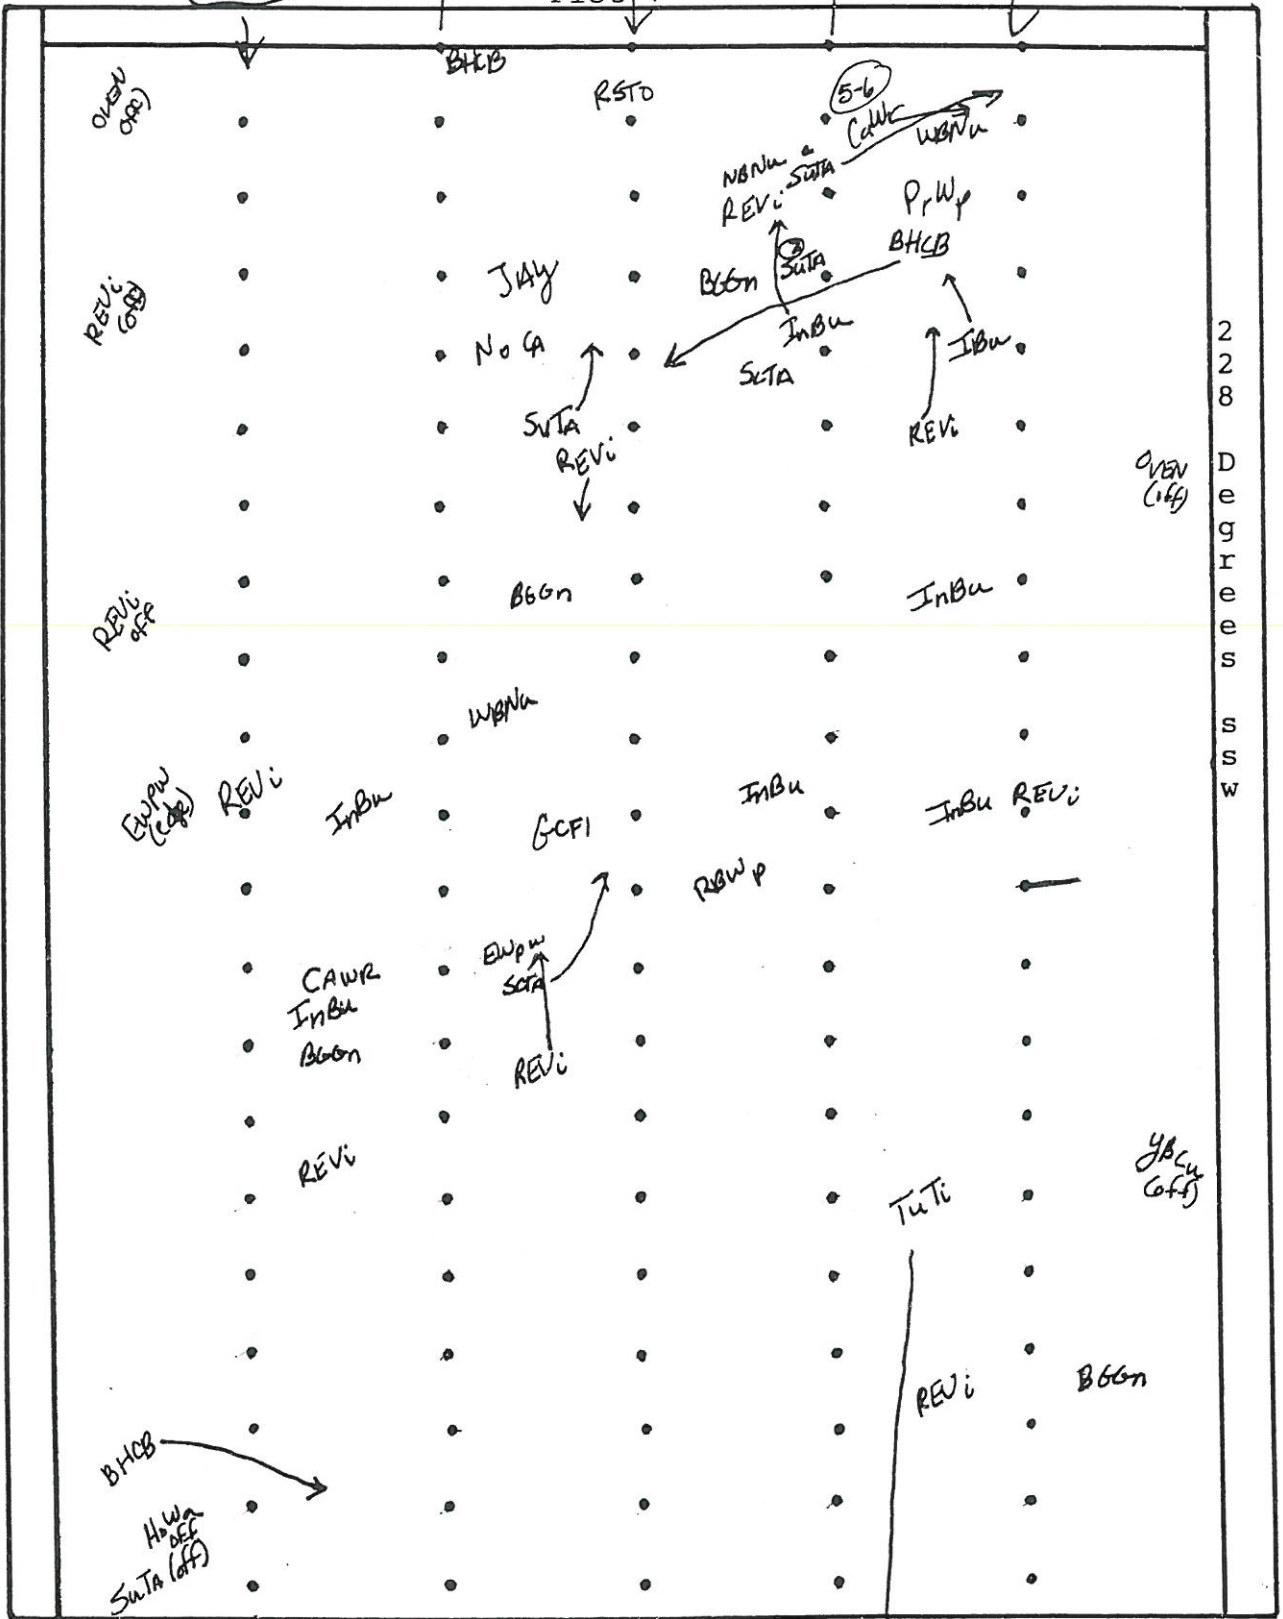 BHCB
OVEN
(off)
RSTO
5-6
CaWr
WBNu
NBNu
SuTA
REVi
PrWp
BHCB
REVi
(off)
JAY
BGGn
SuTA
InBu
NoCA
IBu
ScTA
SuTA
REVi
REVi
OVEN
(off)
228 Degrees SSW
REVi
off
BGGn
InBu
WBNu
EWPW
(edge)
REVi
InBu
GCFl
InBu
InBu REVi
RBWp
CAWR
InBu
BGGn
EWPW
ScTA
REVi
REVi
YBCu
(off)
TuTi
REVi
BGGn
BHCB
HoWa
OFF
SuTA (off)